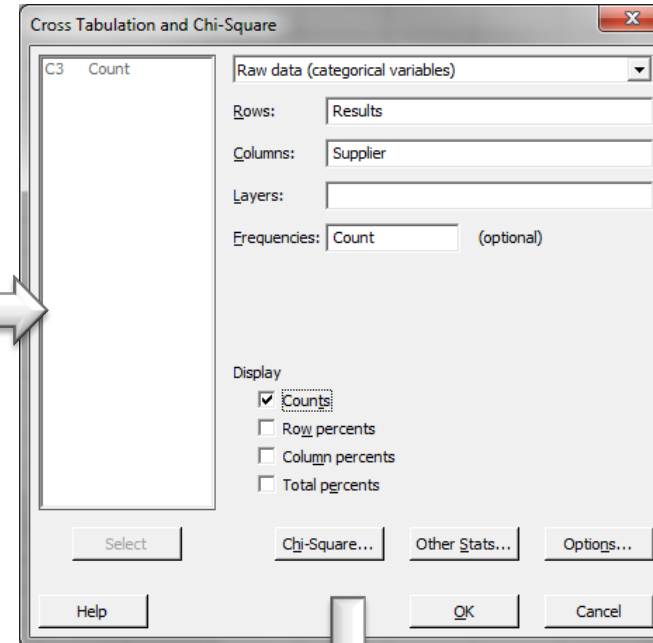 Cross Tabulation and Chi-Square
C3 Count
Raw data (categorical variables)
Rows: Results
Columns: Supplier
Layers:
Frequencies: Count (optional)
Display
Counts
Row percents
Column percents
Total percents
Select
Chi-Square...
Other Stats...
Options...
Help
OK
Cancel